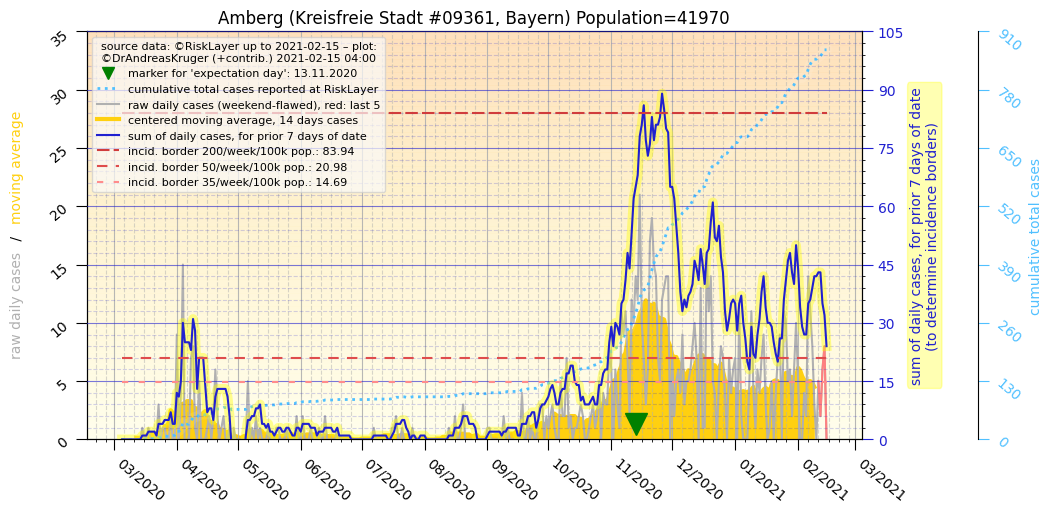 Amberg (Kreisfreie Stadt #09361, Bayern) Population=41970
source data: ©RiskLayer up to 2021-02-15 – plot:
©DrAndreasKruger (+contrib.) 2021-02-15 04:00
marker for 'expectation day': 13.11.2020
cumulative total cases reported at RiskLayer
raw daily cases (weekend-flawed), red: last 5
centered moving average, 14 days cases
sum of daily cases, for prior 7 days of date
incid. border 200/week/100k pop.: 83.94
incid. border 50/week/100k pop.: 20.98
incid. border 35/week/100k pop.: 14.69
raw daily cases / moving average
35
30
25
20
15
10
5
0
03/2020
04/2020
05/2020
06/2020
07/2020
08/2020
09/2020
10/2020
11/2020
12/2020
01/2021
02/2021
03/2021
105
90
75
60
45
30
15
0
sum of daily cases, for prior 7 days of date
(to determine incidence borders)
910
780
650
520
390
260
130
0
cumulative total cases